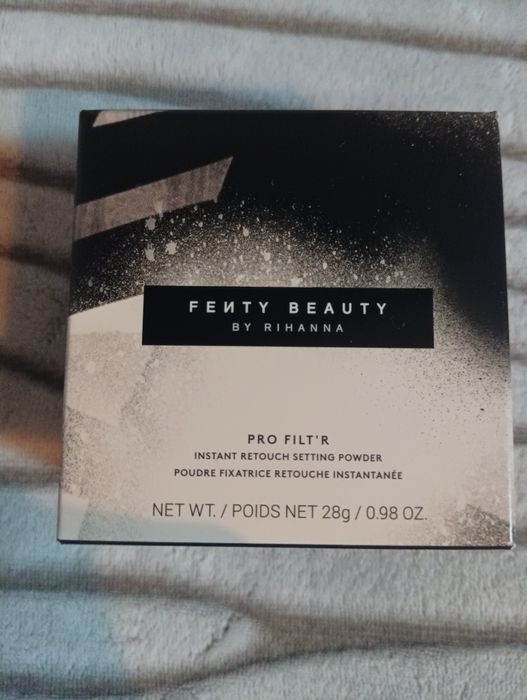 FEИTY BEAUTY
BY RIHANNA
PRO FILT'R
INSTANT RETOUCH SETTING POWDER
POUDRE FIXATRICE RETOUCHE INSTANTANÉE
NET WT. / POIDS NET 28g / 0.98 OZ.